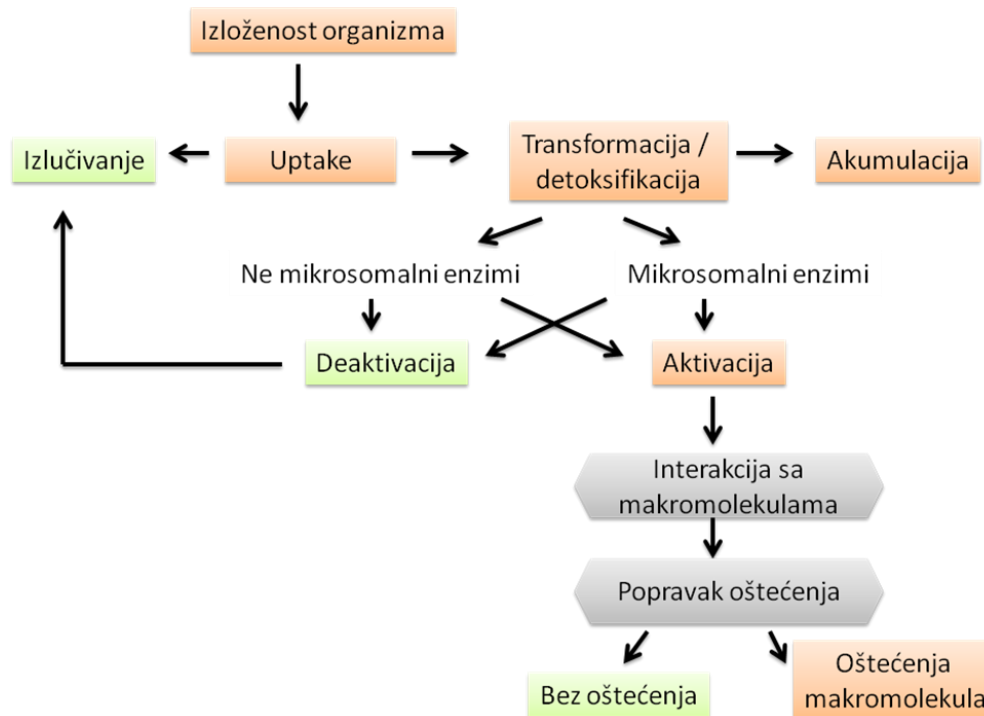 Izloženost organizma
Izlučivanje
Uptake
Transformacija /
detoksifikacija
Akumulacija
Ne mikrosomalni enzimi
Mikrosomalni enzimi
Deaktivacija
Aktivacija
Interakcija sa
makromolekulama
Popravak oštećenja
Bez oštećenja
Oštećenja
makromolekula